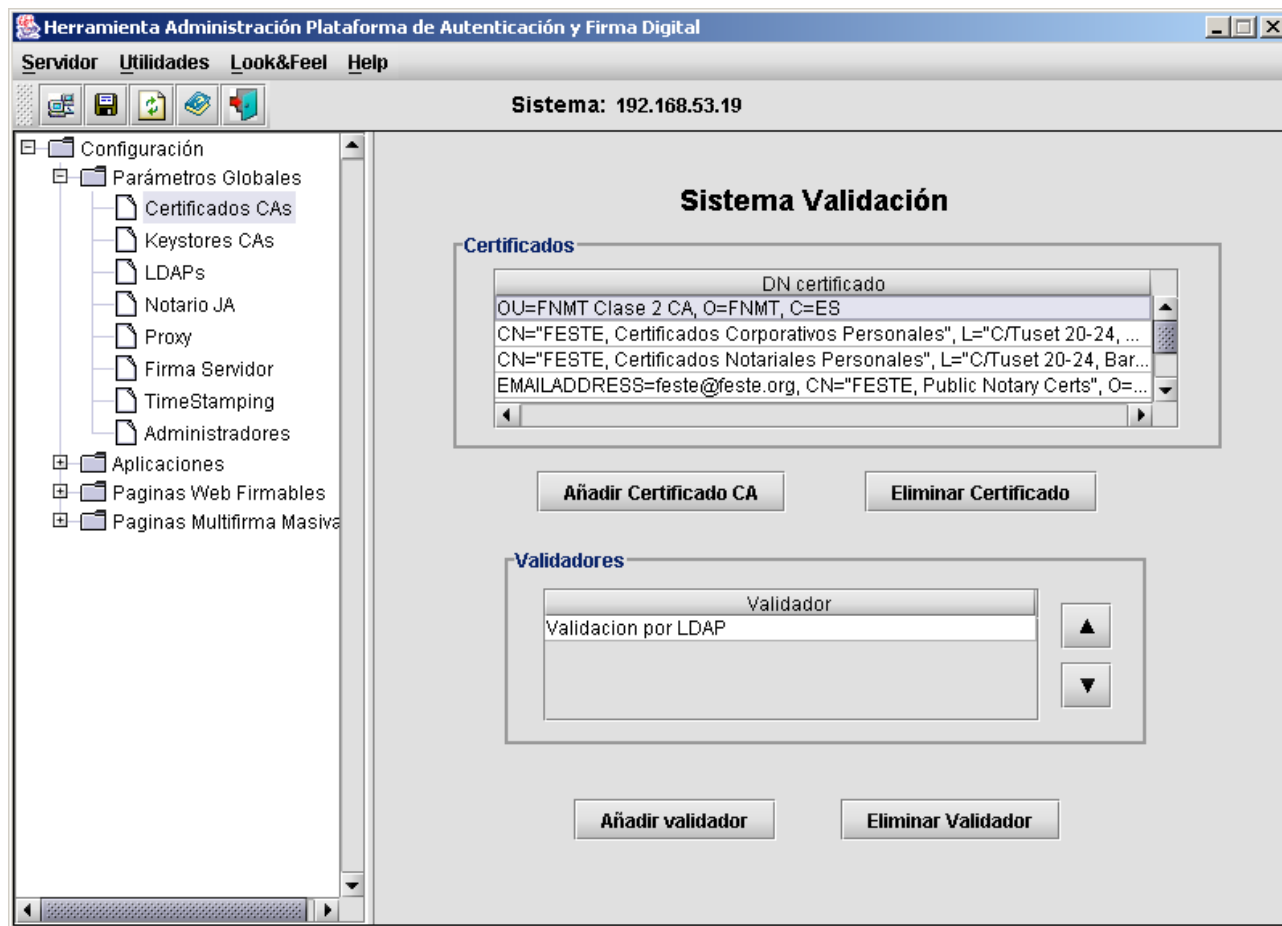 Herramienta Administración Plataforma de Autenticación y Firma Digital
Servidor Utilidades Look&Feel Help
Sistema: 192.168.53.19
Configuración
Parámetros Globales
Certificados CAs
Keystores CAs
LDAPs
Notario JA
Proxy
Firma Servidor
TimeStamping
Administradores
Aplicaciones
Paginas Web Firmables
Paginas Multifirma Masiva
Sistema Validación
Certificados
DN certificado
OU=FNMT Clase 2 CA, O=FNMT, C=ES
CN="FESTE, Certificados Corporativos Personales", L="C/Tuset 20-24, ...
CN="FESTE, Certificados Notariales Personales", L="C/Tuset 20-24, Bar...
EMAILADDRESS=feste@feste.org, CN="FESTE, Public Notary Certs", O=...
Añadir Certificado CA Eliminar Certificado
Validadores
Validador
Validacion por LDAP
Añadir validador Eliminar Validador